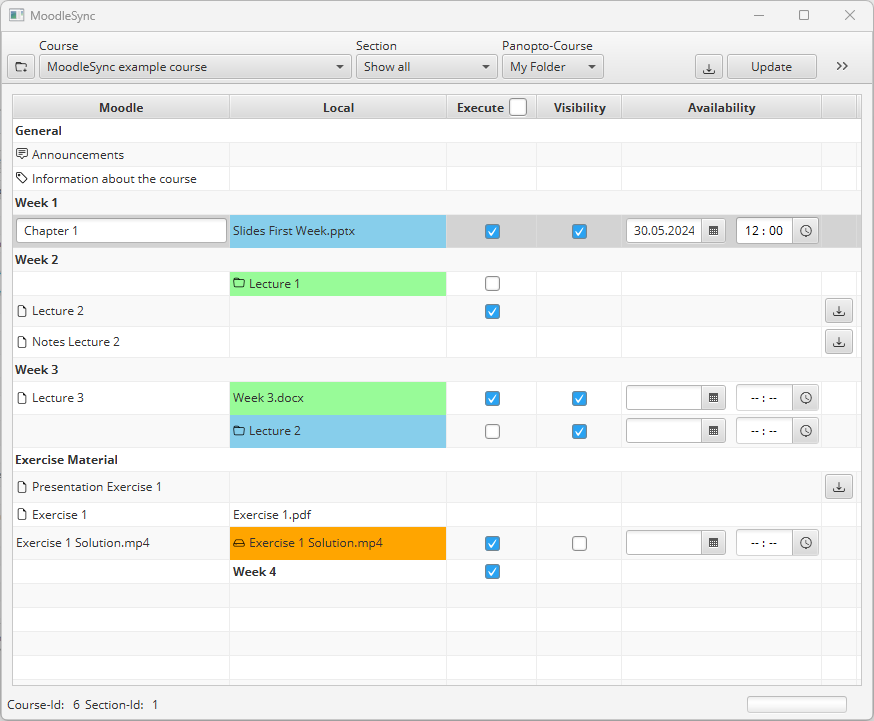 MoodleSync
Course Section Panopto-Course
MoodleSync example course Show all My Folder Update
Moodle Local Execute Visibility Availability
General
Announcements
Information about the course
Week 1
Chapter 1 Slides First Week.pptx 30.05.2024 12 : 00
Week 2
Lecture 1
Lecture 2
Notes Lecture 2
Week 3
Lecture 3 Week 3.docx -- : --
Lecture 2 -- : --
Exercise Material
Presentation Exercise 1
Exercise 1 Exercise 1.pdf
Exercise 1 Solution.mp4 Exercise 1 Solution.mp4 -- : --
Week 4
Course-Id: 6 Section-Id: 1